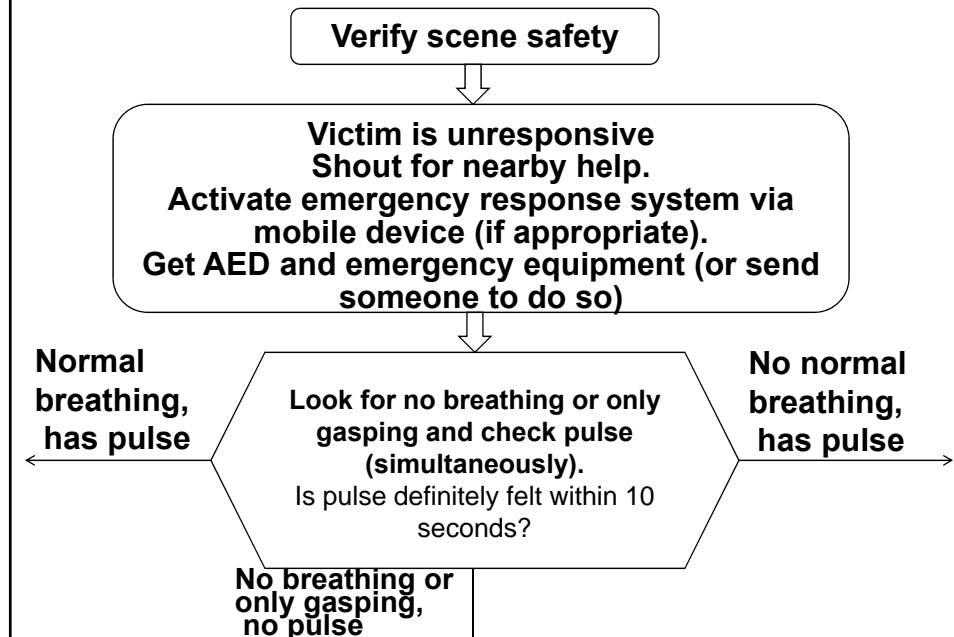 Verify scene safety
Victim is unresponsive
Shout for nearby help.
Activate emergency response system via
mobile device (if appropriate).
Get AED and emergency equipment (or send
someone to do so)
Normal
breathing,
has pulse
Look for no breathing or only
gasping and check pulse
(simultaneously).
Is pulse definitely felt within 10
seconds?
No normal
breathing,
has pulse
No breathing or
only gasping,
no pulse